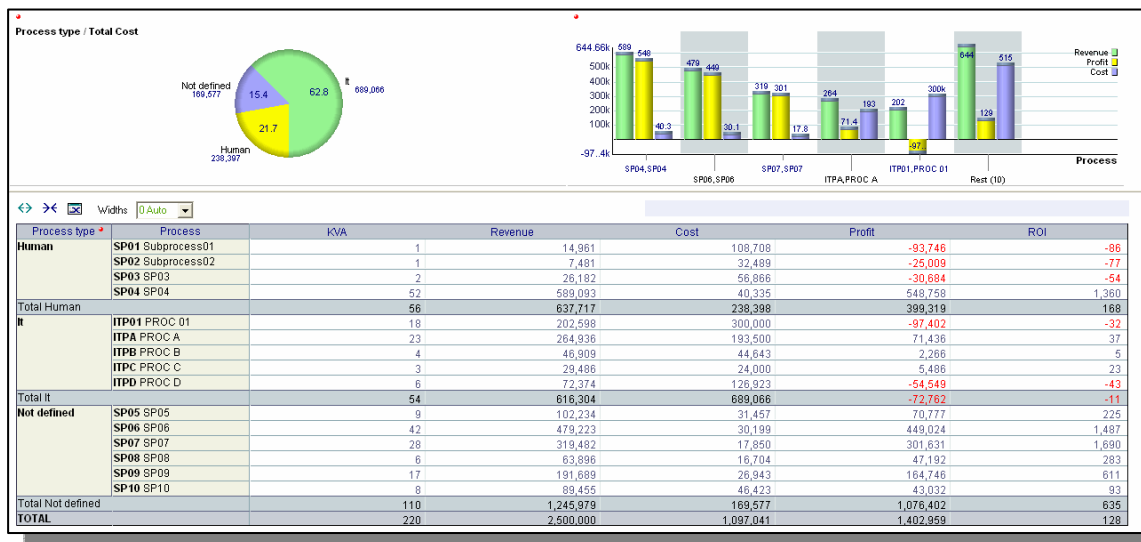 Process type / Total Cost
Not defined
169,577
15.4
62.8
It
689,066
21.7
Human
238,397
644.66k
500k
400k
300k
200k
100k
-97..4k
589 548 40.3
479 449 30.1
319 301 17.8
264 71.4 193
202 -97.. 300k
644 129 515
Revenue
Profit
Cost
Process
SP04,SP04 SP06,SP06 SP07,SP07 ITPA,PROC A ITP01,PROC 01 Rest (10)
Widths 0 Auto
Process type Process KVA Revenue Cost Profit ROI
Human SP01 Subprocess01 1 14,961 108,708 -93,746 -86
SP02 Subprocess02 1 7,481 32,489 -25,009 -77
SP03 SP03 2 26,182 56,866 -30,684 -54
SP04 SP04 52 589,093 40,335 548,758 1,360
Total Human 56 637,717 238,398 399,319 168
It ITP01 PROC 01 18 202,598 300,000 -97,402 -32
ITPA PROC A 23 264,936 193,500 71,436 37
ITPB PROC B 4 46,909 44,643 2,266 5
ITPC PROC C 3 29,486 24,000 5,486 23
ITPD PROC D 6 72,374 126,923 -54,549 -43
Total It 54 616,304 689,066 -72,762 -11
Not defined SP05 SP05 9 102,234 31,457 70,777 225
SP06 SP06 42 479,223 30,199 449,024 1,487
SP07 SP07 28 319,482 17,850 301,631 1,690
SP08 SP08 6 63,896 16,704 47,192 283
SP09 SP09 17 191,689 26,943 164,746 611
SP10 SP10 8 89,455 46,423 43,032 93
Total Not defined 110 1,245,979 169,577 1,076,402 635
TOTAL 220 2,500,000 1,097,041 1,402,959 128